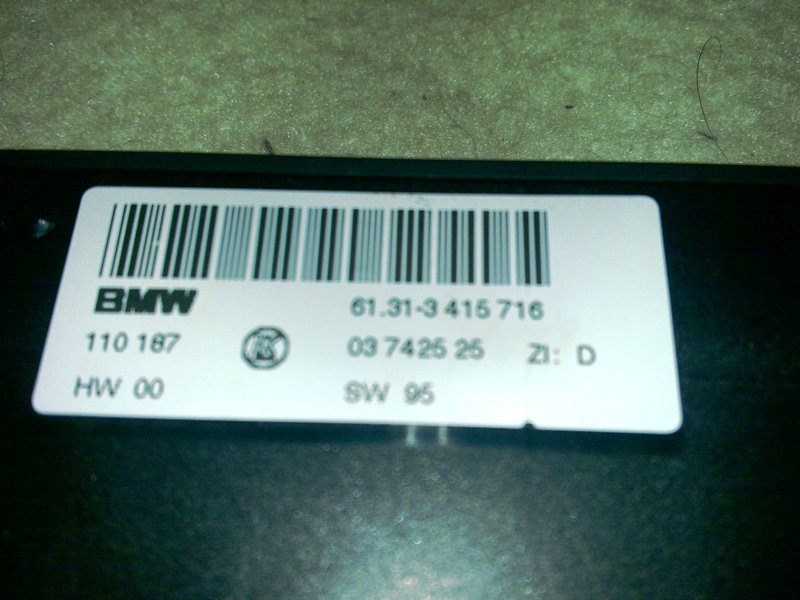 BMW 61.31-3 415 716
110 187 03 7425 25 ZI: D
HW 00 SW 95